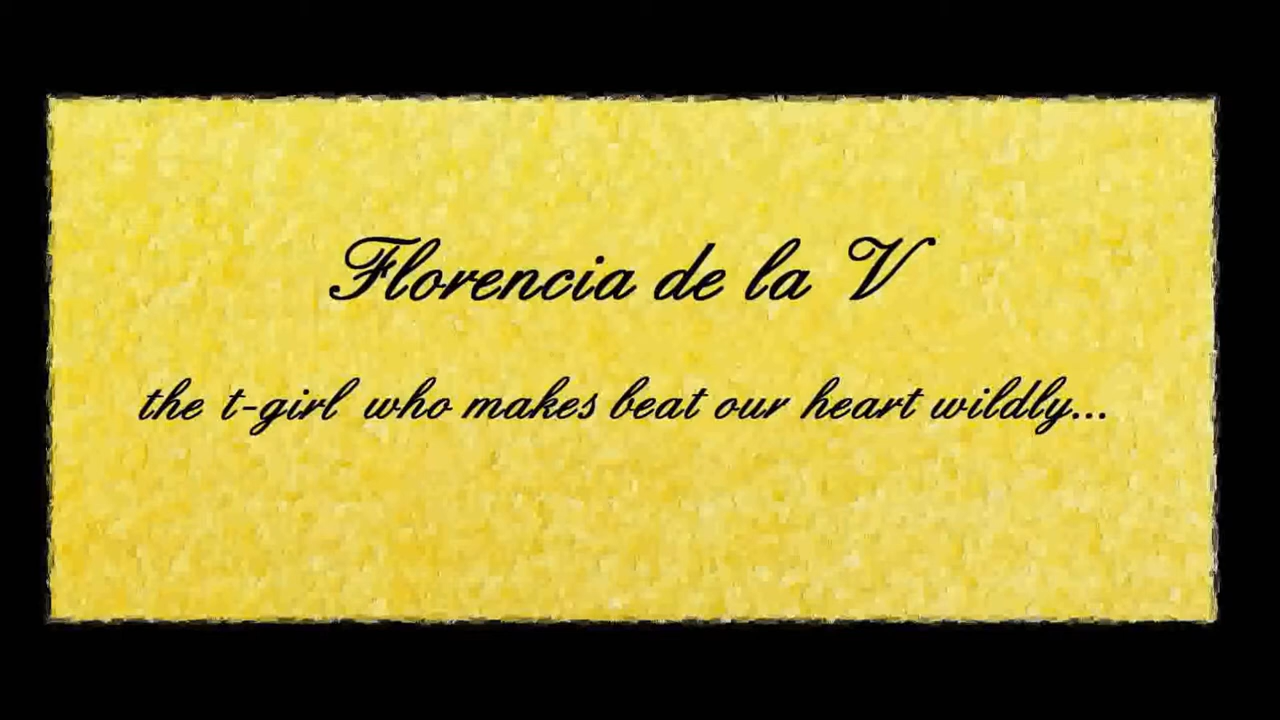 Florencia de la V
the t-girl who makes beat our heart wildly...